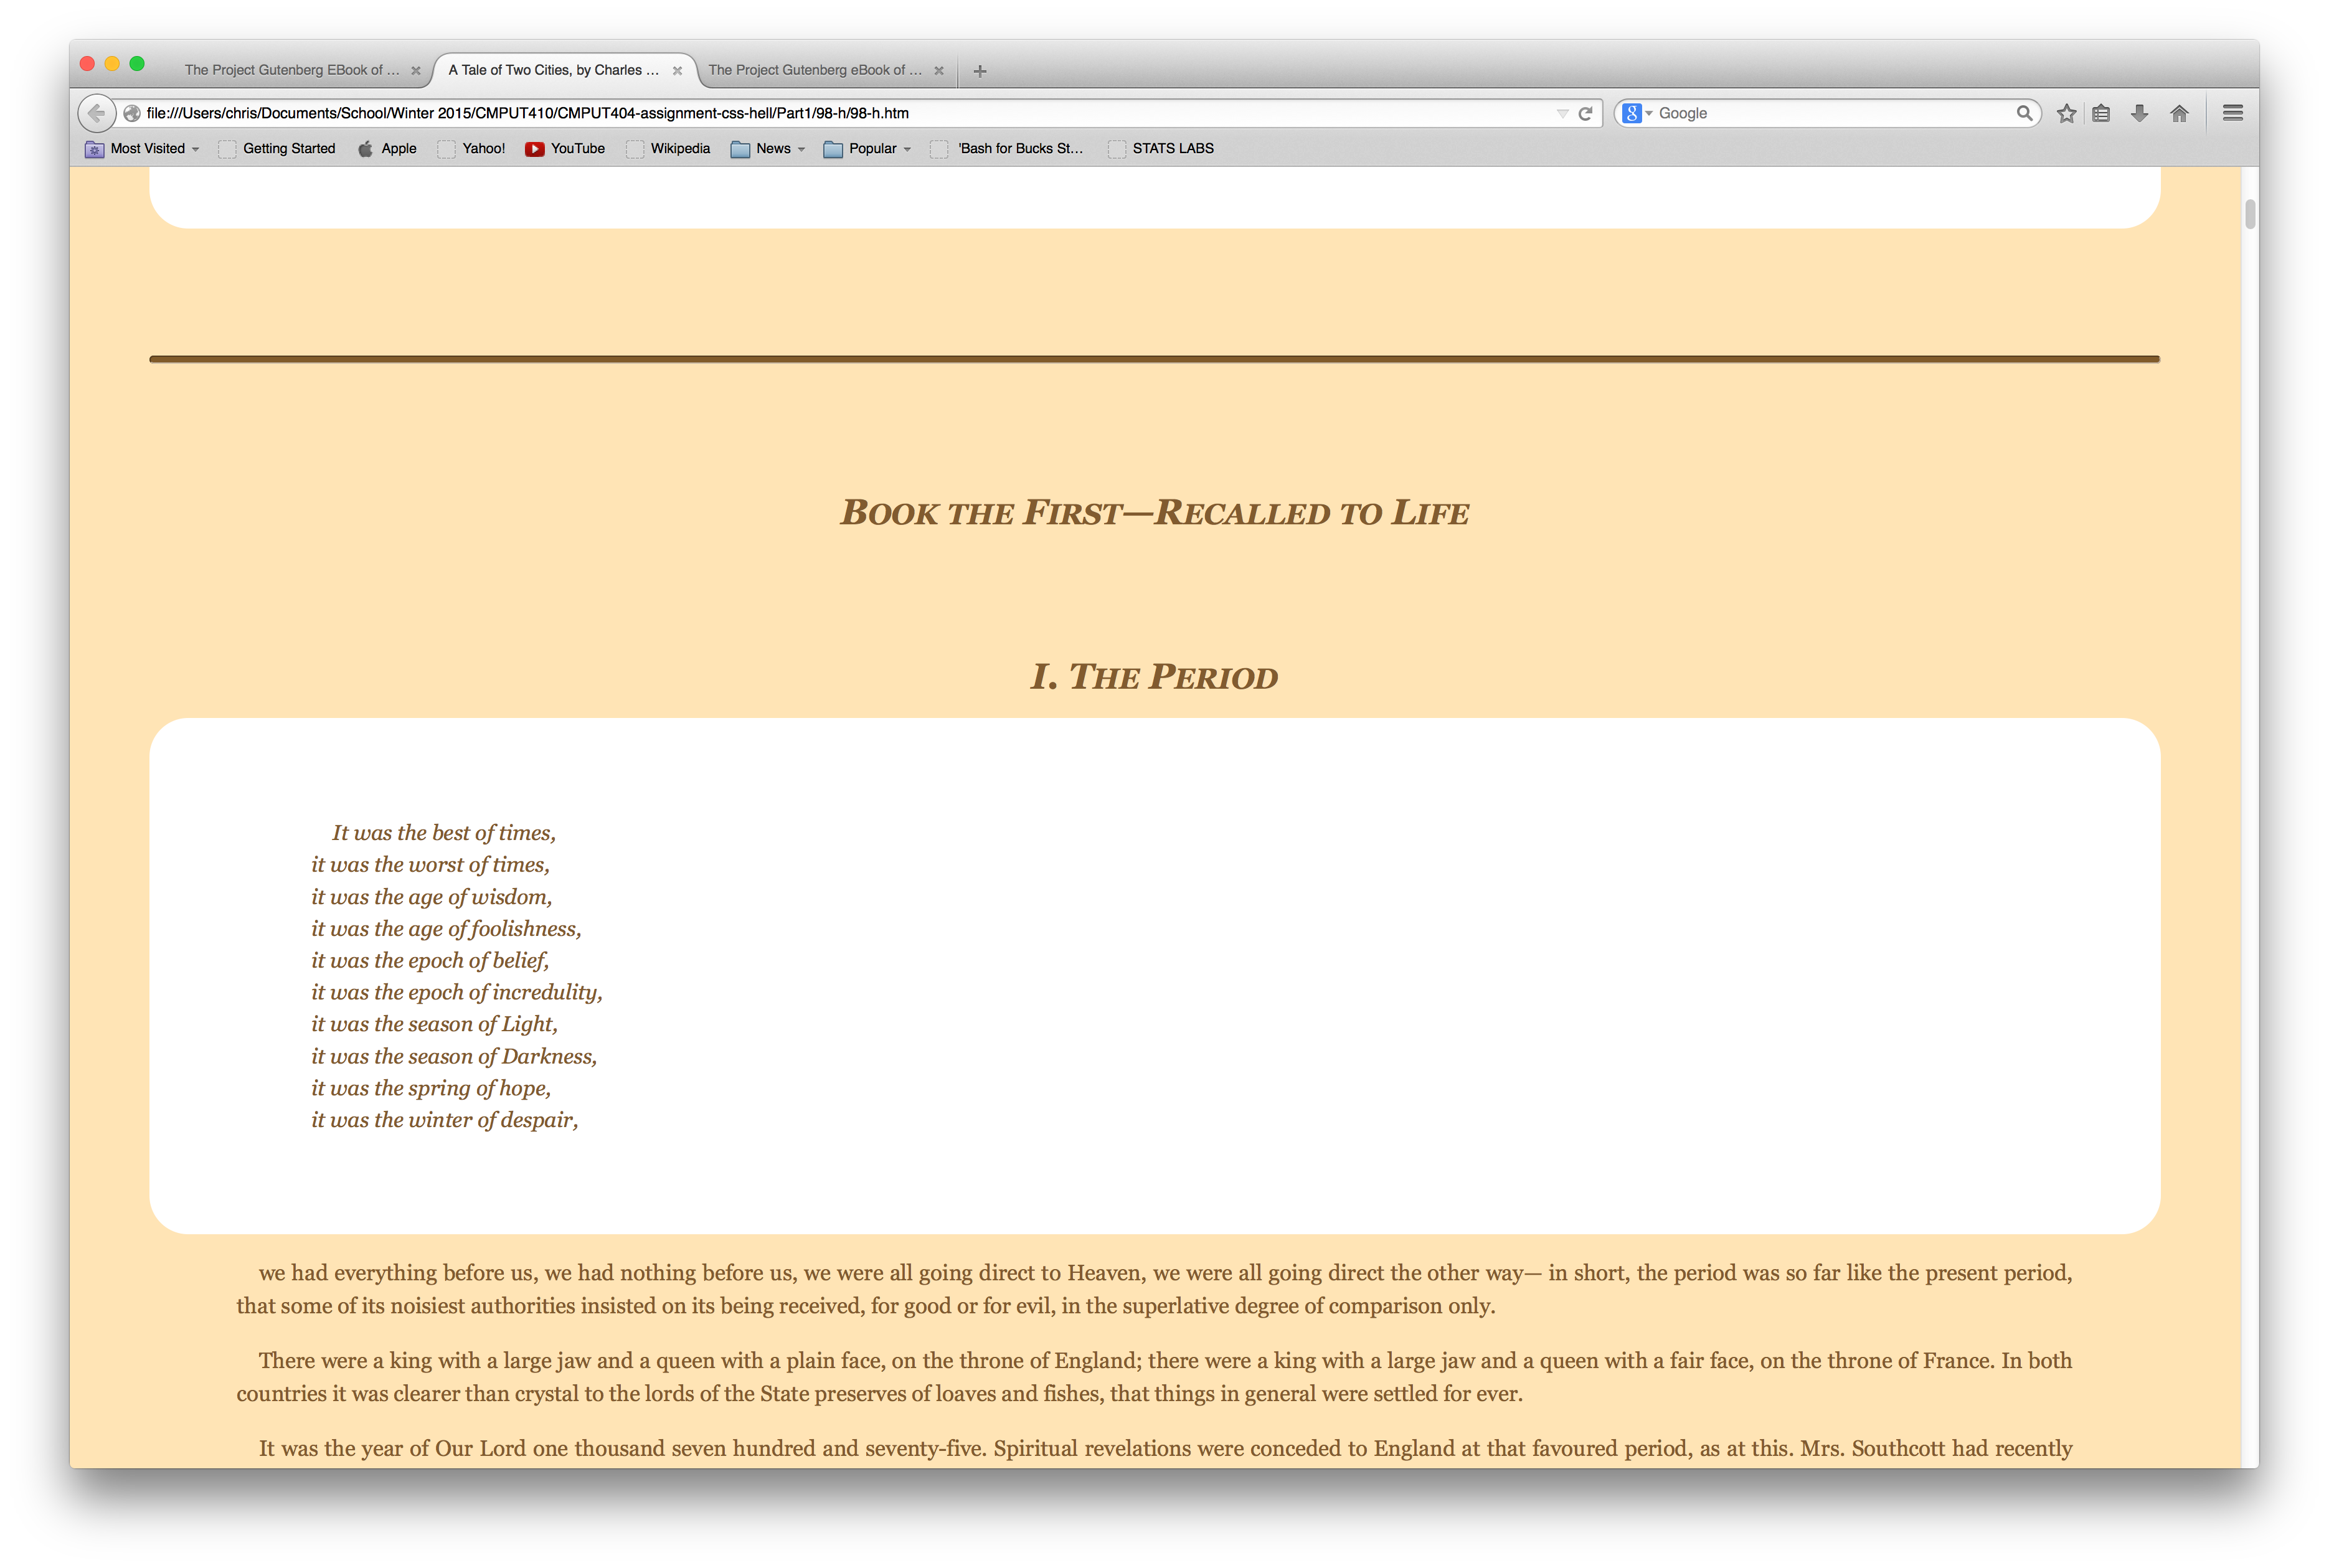 The Project Gutenberg EBook of ...
A Tale of Two Cities, by Charles ...
The Project Gutenberg eBook of ...
file:///Users/chris/Documents/School/Winter 2015/CMPUT410/CMPUT404-assignment-css-hell/Part1/98-h/98-h.htm
Google
Most Visited
Getting Started
Apple
Yahoo!
YouTube
Wikipedia
News
Popular
'Bash for Bucks St...
STATS LABS
Book the First—Recalled to Life
I. The Period
It was the best of times,
it was the worst of times,
it was the age of wisdom,
it was the age of foolishness,
it was the epoch of belief,
it was the epoch of incredulity,
it was the season of Light,
it was the season of Darkness,
it was the spring of hope,
it was the winter of despair,
we had everything before us, we had nothing before us, we were all going direct to Heaven, we were all going direct the other way— in short, the period was so far like the present period,
that some of its noisiest authorities insisted on its being received, for good or for evil, in the superlative degree of comparison only.
There were a king with a large jaw and a queen with a plain face, on the throne of England; there were a king with a large jaw and a queen with a fair face, on the throne of France. In both
countries it was clearer than crystal to the lords of the State preserves of loaves and fishes, that things in general were settled for ever.
It was the year of Our Lord one thousand seven hundred and seventy-five. Spiritual revelations were conceded to England at that favoured period, as at this. Mrs. Southcott had recently